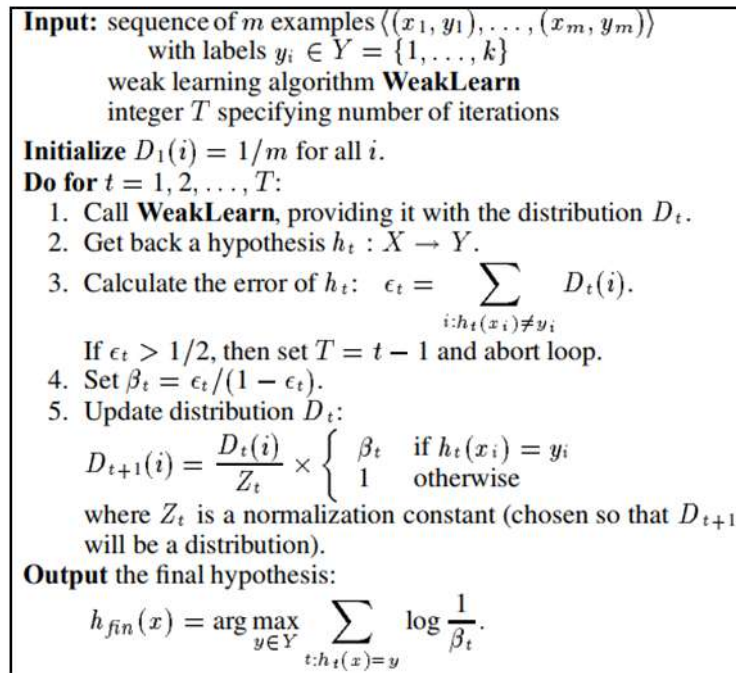 Input: sequence of m examples ⟨(x₁, y₁), . . . , (xₘ, yₘ)⟩
with labels yᵢ ∈ Y = {1, . . . , k}
weak learning algorithm WeakLearn
integer T specifying number of iterations
Initialize D₁(i) = 1/m for all i.
Do for t = 1, 2, . . . , T:
1. Call WeakLearn, providing it with the distribution Dₜ.
2. Get back a hypothesis hₜ : X → Y.
3. Calculate the error of hₜ: ϵₜ = ∑_{i:hₜ(xᵢ)≠yᵢ} Dₜ(i).
If ϵₜ > 1/2, then set T = t − 1 and abort loop.
4. Set βₜ = ϵₜ/(1 − ϵₜ).
5. Update distribution Dₜ:
Dₜ₊₁(i) = Dₜ(i)/Zₜ × { βₜ if hₜ(xᵢ) = yᵢ
1 otherwise
where Zₜ is a normalization constant (chosen so that Dₜ₊₁
will be a distribution).
Output the final hypothesis:
h_{fin}(x) = arg max_{y∈Y} ∑_{t:hₜ(x)=y} log 1/βₜ.